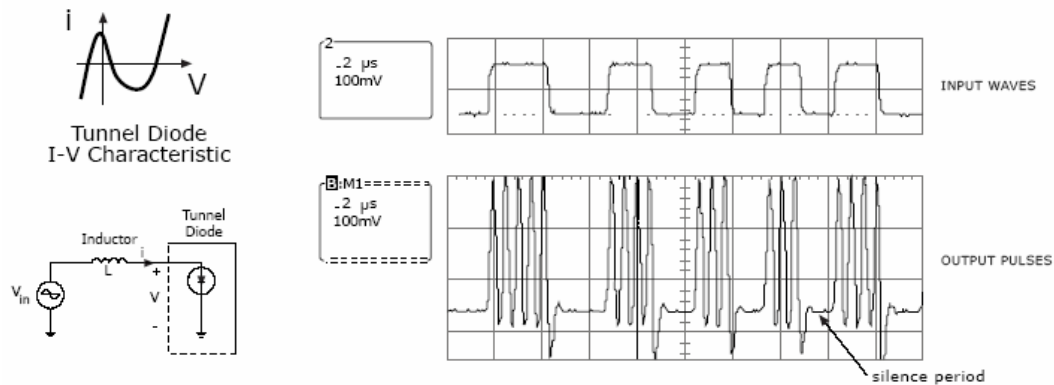 i
V
Tunnel Diode
I-V Characteristic
Inductor
L
i
Tunnel
Diode
+
V
-
Vin
2
.2 µs
100mV
INPUT WAVES
B:M1
.2 µs
100mV
OUTPUT PULSES
silence period